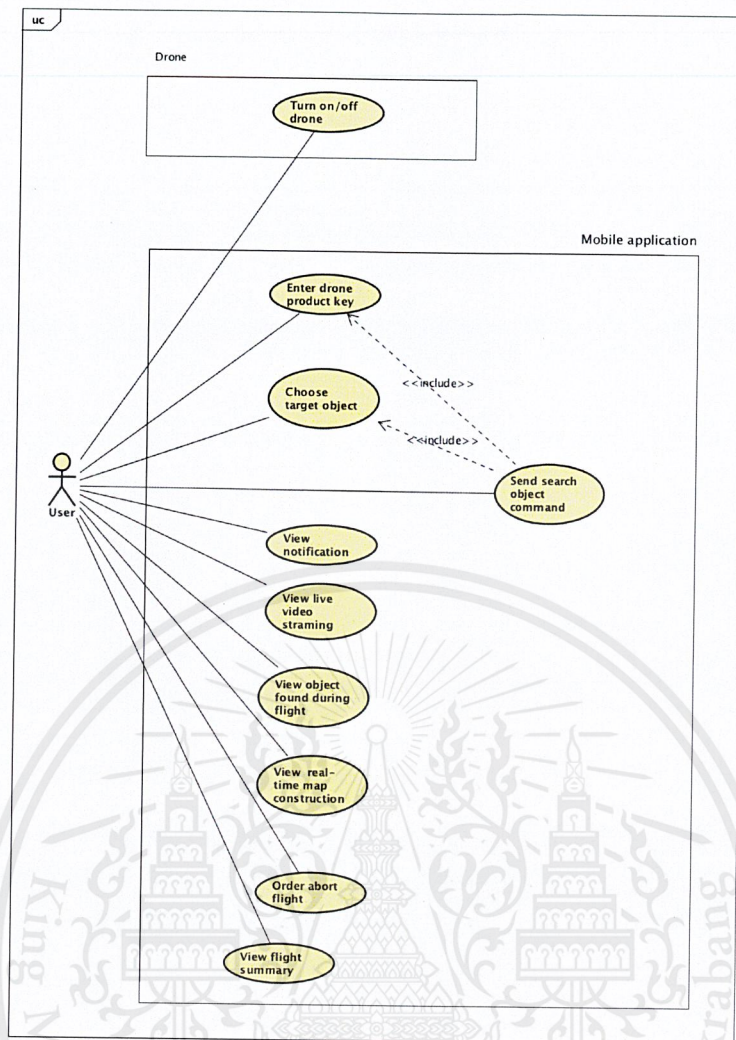 uc
Drone
Turn on/off
drone
Mobile application
Enter drone
product key
<<include>>
Choose
target object
<<include>>
Send search
object
command
User
View
notification
View live
video
straming
View object
found during
flight
View real-
time map
construction
Order abort
flight
View flight
summary
King
krabang